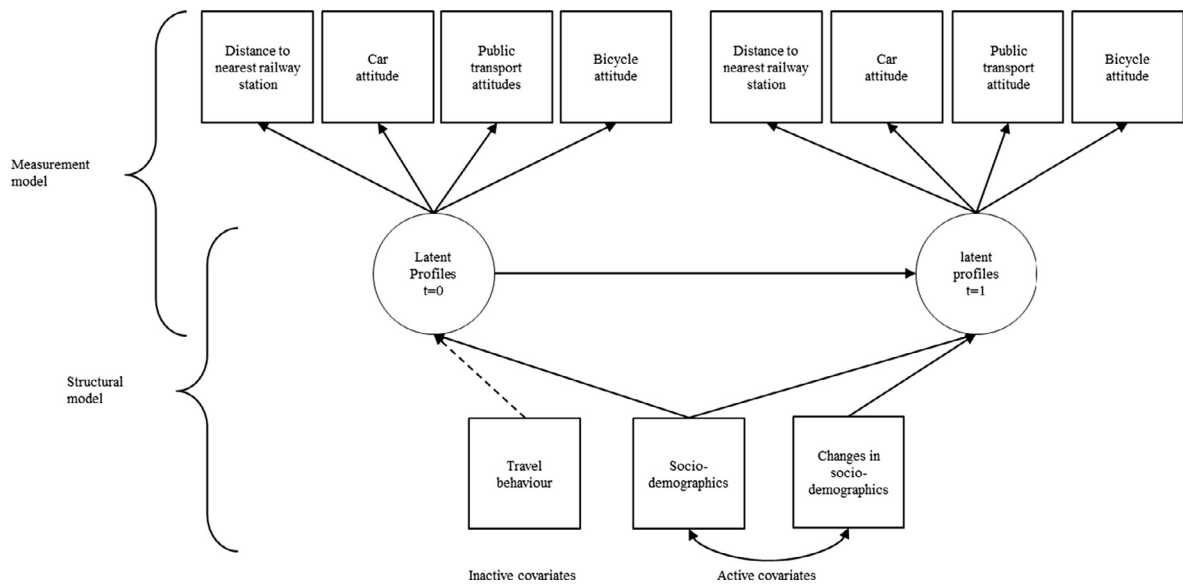 Distance to
nearest railway
station
Car
attitude
Public
transport
attitudes
Bicycle
attitude
Distance to
nearest railway
station
Car
attitude
Public
transport
attitude
Bicycle
attitude
Measurement
model
Latent
Profiles
t=0
latent
profiles
t=1
Structural
model
Travel
behaviour
Socio-
demographics
Changes in
socio-
demographics
Inactive covariates
Active covariates